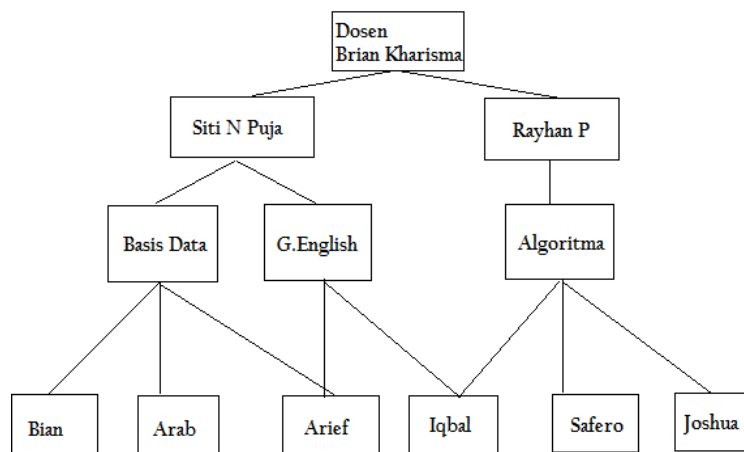 Dosen
Brian Kharisma
Siti N Puja
Rayhan P
Basis Data
G.English
Algoritma
Bian
Arab
Arief
Iqbal
Safero
Joshua